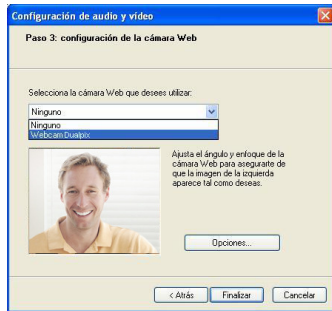 Configuración de audio y vídeo
Paso 3: configuración de la cámara Web
Selecciona la cámara Web que desees utilizar:
Ninguno
Ninguno
Webcam Dualpix
Ajusta el ángulo y enfoque de la
cámara Web para asegurarte de
que la imagen de la izquierda
aparece tal como deseas.
Opciones...
< Atrás
Finalizar
Cancelar